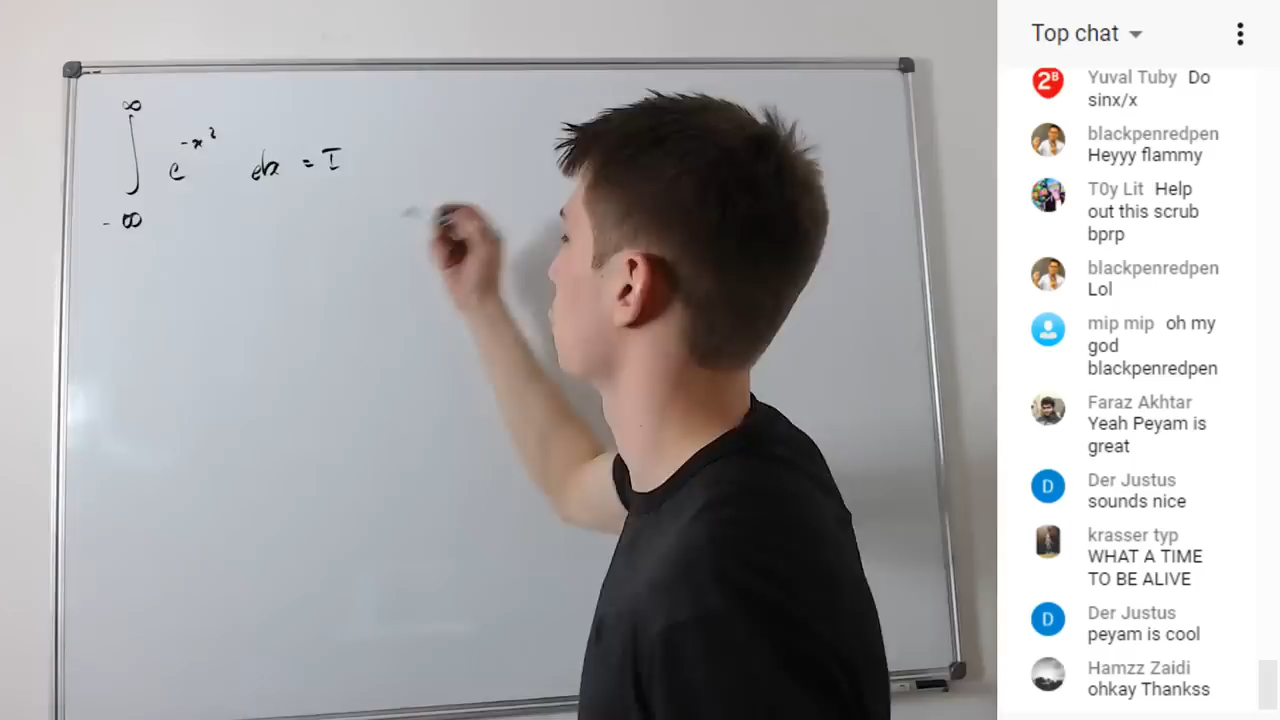 ∞
∫ e^{-x^2} dx = I
- ∞
Top chat
2B
Yuval Tuby Do
sinx/x
blackpenredpen
Heyyy flammy
T0y Lit Help
out this scrub
bprp
blackpenredpen
Lol
mip mip oh my
god
blackpenredpen
Faraz Akhtar
Yeah Peyam is
great
D
Der Justus
sounds nice
krasser typ
WHAT A TIME
TO BE ALIVE
D
Der Justus
peyam is cool
Hamzz Zaidi
ohkay Thankss